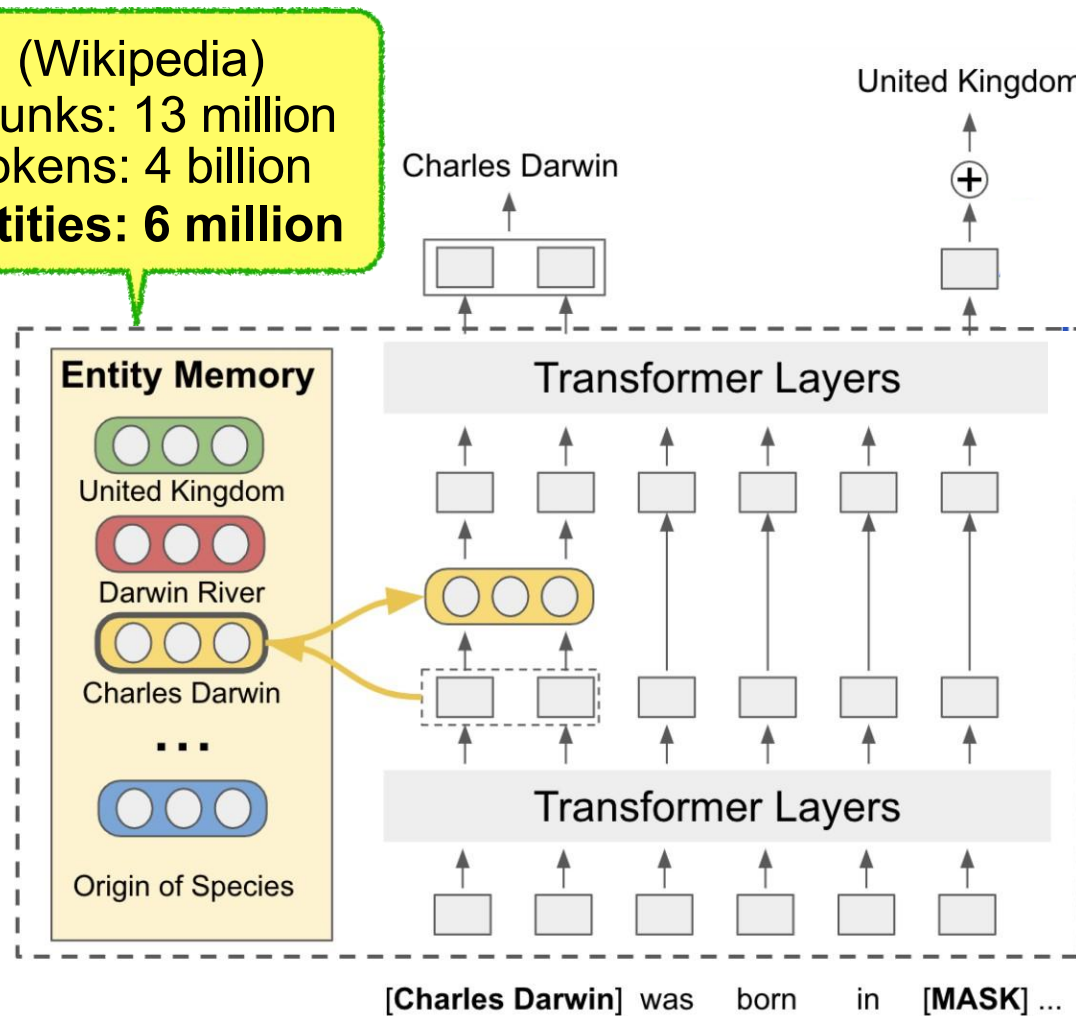 (Wikipedia)
unks: 13 million
okens: 4 billion
tities: 6 million
United Kingdom
Charles Darwin
Entity Memory
Transformer Layers
United Kingdom
Darwin River
Charles Darwin
...
Transformer Layers
Origin of Species
[Charles Darwin] was born in [MASK] ...